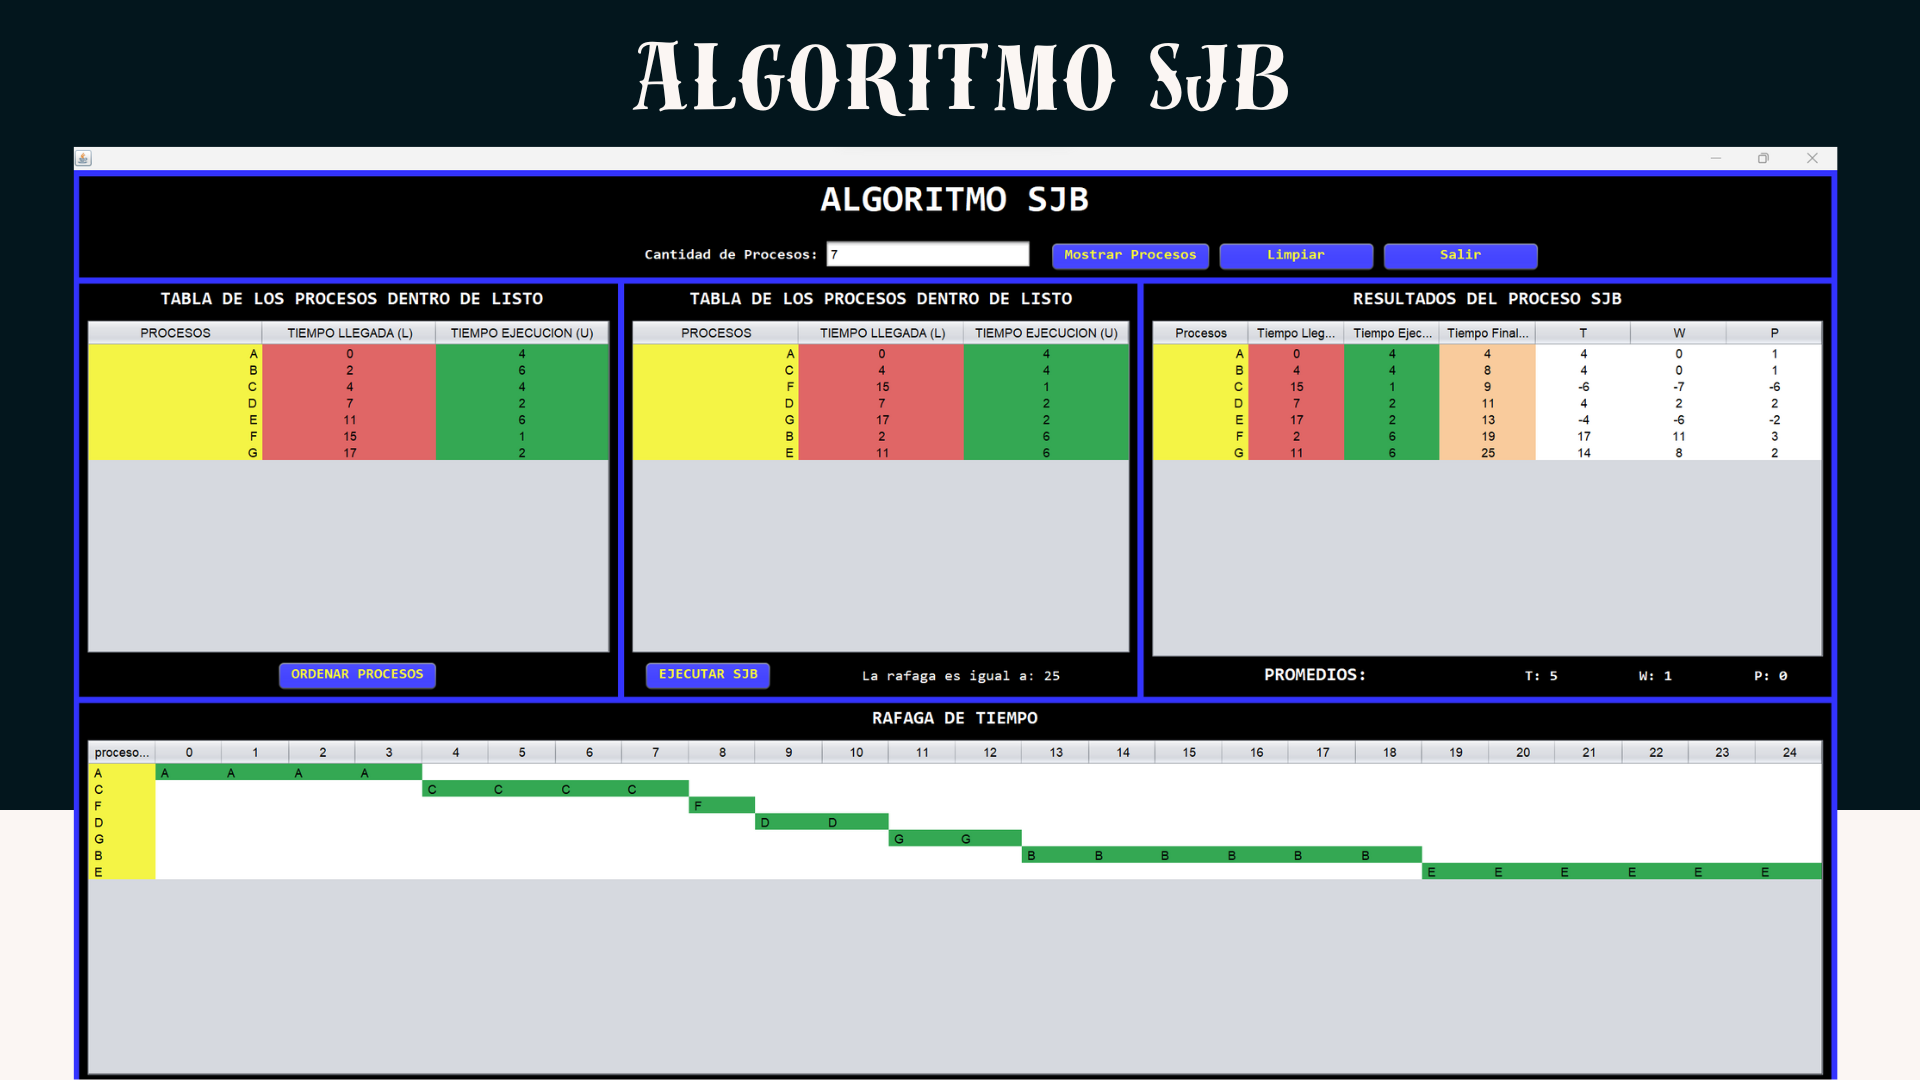 ALGORITMO SJB
ALGORITMO SJB
Cantidad de Procesos: 7 Mostrar Procesos Limpiar Salir
TABLA DE LOS PROCESOS DENTRO DE LISTO
PROCESOS TIEMPO LLEGADA (L) TIEMPO EJECUCION (U)
A 0 4
B 2 6
C 4 4
D 7 2
E 11 6
F 15 1
G 17 2
ORDENAR PROCESOS
TABLA DE LOS PROCESOS DENTRO DE LISTO
PROCESOS TIEMPO LLEGADA (L) TIEMPO EJECUCION (U)
A 0 4
C 4 4
F 15 1
D 7 2
G 17 2
B 2 6
E 11 6
EJECUTAR SJB La rafaga es igual a: 25
RESULTADOS DEL PROCESO SJB
Procesos Tiempo Lleg... Tiempo Ejec... Tiempo Final... T W P
A 0 4 4 4 0 1
B 4 4 8 4 0 1
C 15 1 9 -6 -7 -6
D 7 2 11 4 2 2
E 17 2 13 -4 -6 -2
F 2 6 19 17 11 3
G 11 6 25 14 8 2
PROMEDIOS: T: 5 W: 1 P: 0
RAFAGA DE TIEMPO
proceso... 0 1 2 3 4 5 6 7 8 9 10 11 12 13 14 15 16 17 18 19 20 21 22 23 24
A A A A A
C C C C C
F F
D D D
G G G
B B B B B B B
E E E E E E E